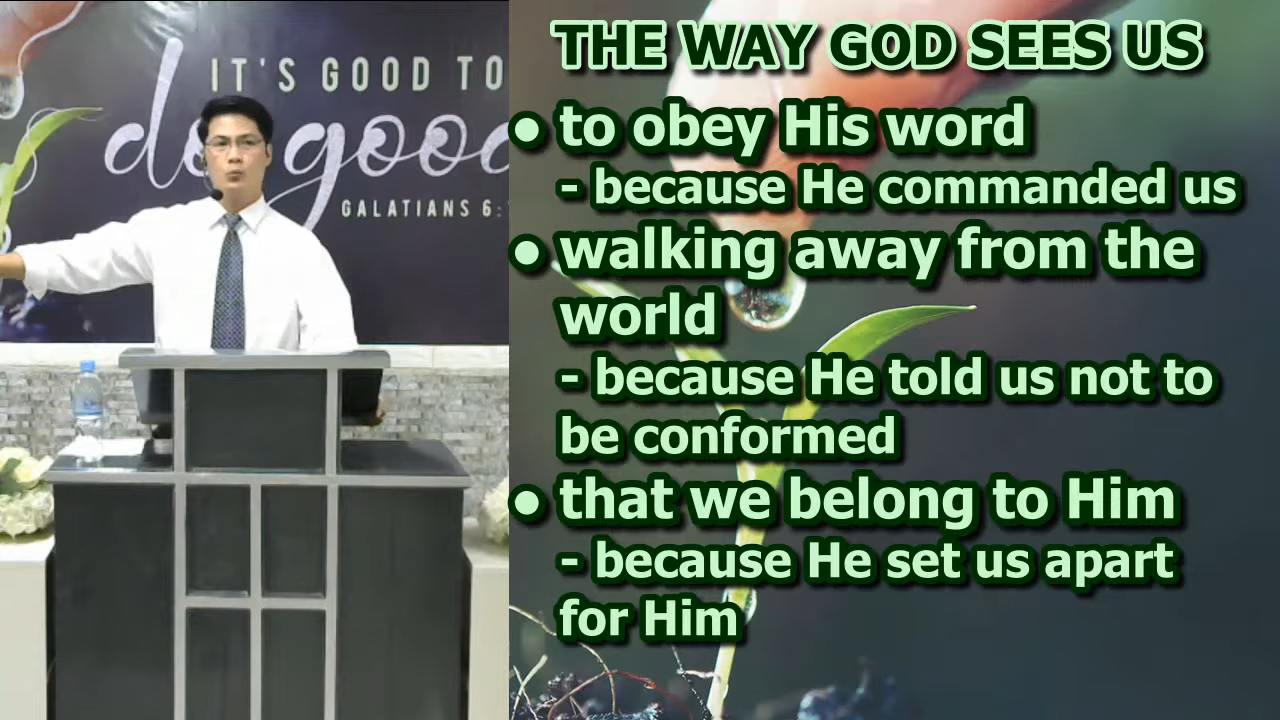 IT'S GOOD TO
do good
GALATIANS 6:
THE WAY GOD SEES US
• to obey His word
- because He commanded us
• walking away from the
world
- because He told us not to
be conformed
• that we belong to Him
- because He set us apart
for Him